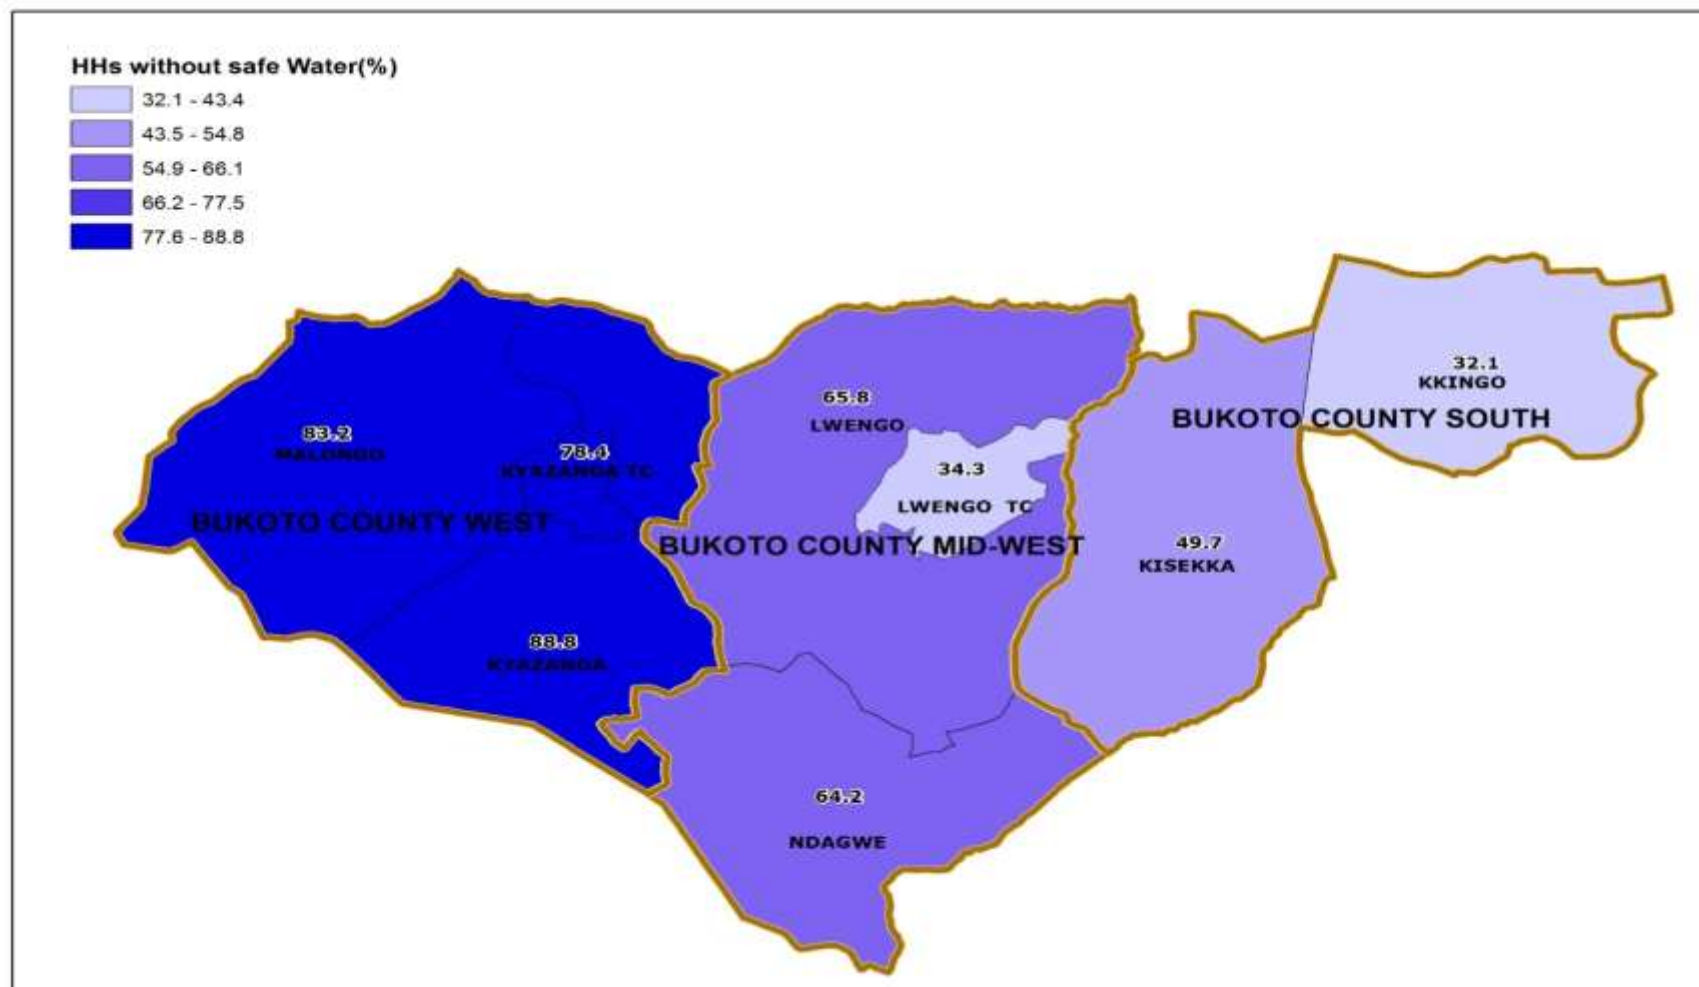 HHs without safe Water(%)
32.1 - 43.4
43.5 - 54.8
54.9 - 66.1
66.2 - 77.5
77.6 - 88.8
32.1
KKINGO
BUKOTO COUNTY SOUTH
65.8
LWENGO
83.2
MALONGO
78.4
KYAZANGA TC
34.3
LWENGO TC
BUKOTO COUNTY WEST
BUKOTO COUNTY MID-WEST
49.7
KISEKKA
88.8
KYAZANGA
64.2
NDAGWE